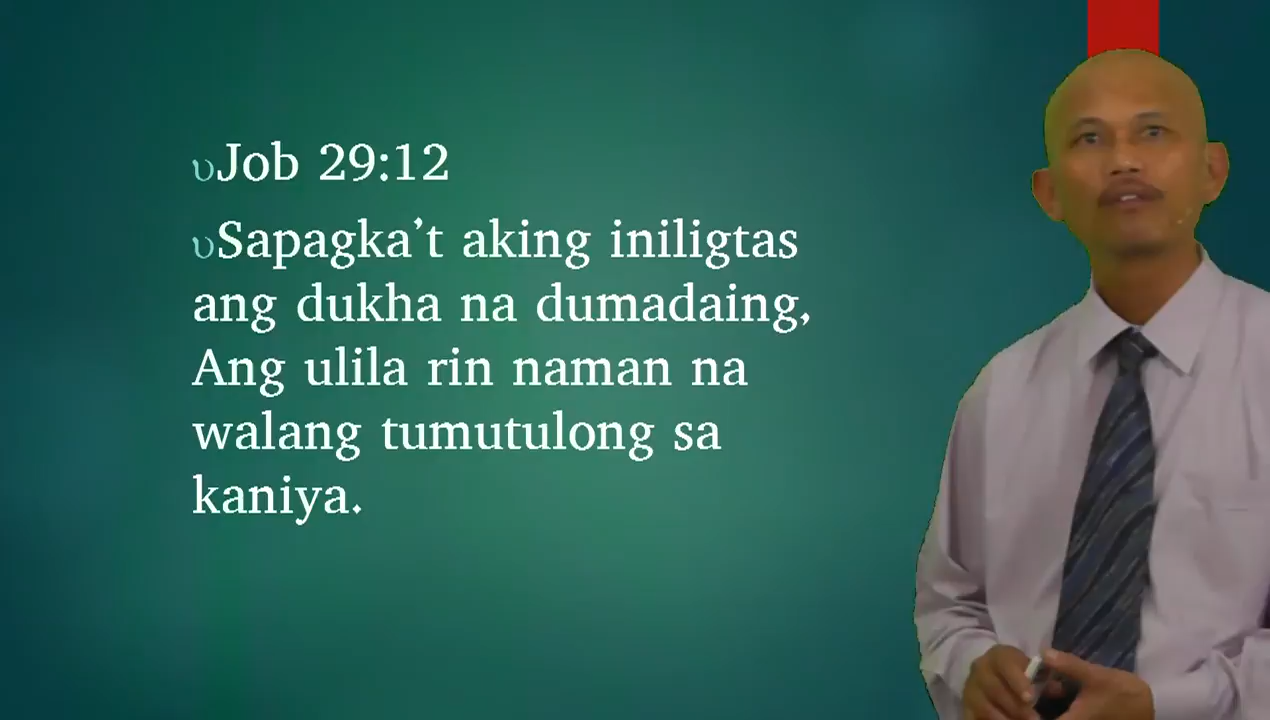 Job 29:12
Sapagka’t aking iniligtas
ang dukha na dumadaing,
Ang ulila rin naman na
walang tumutulong sa
kaniya.